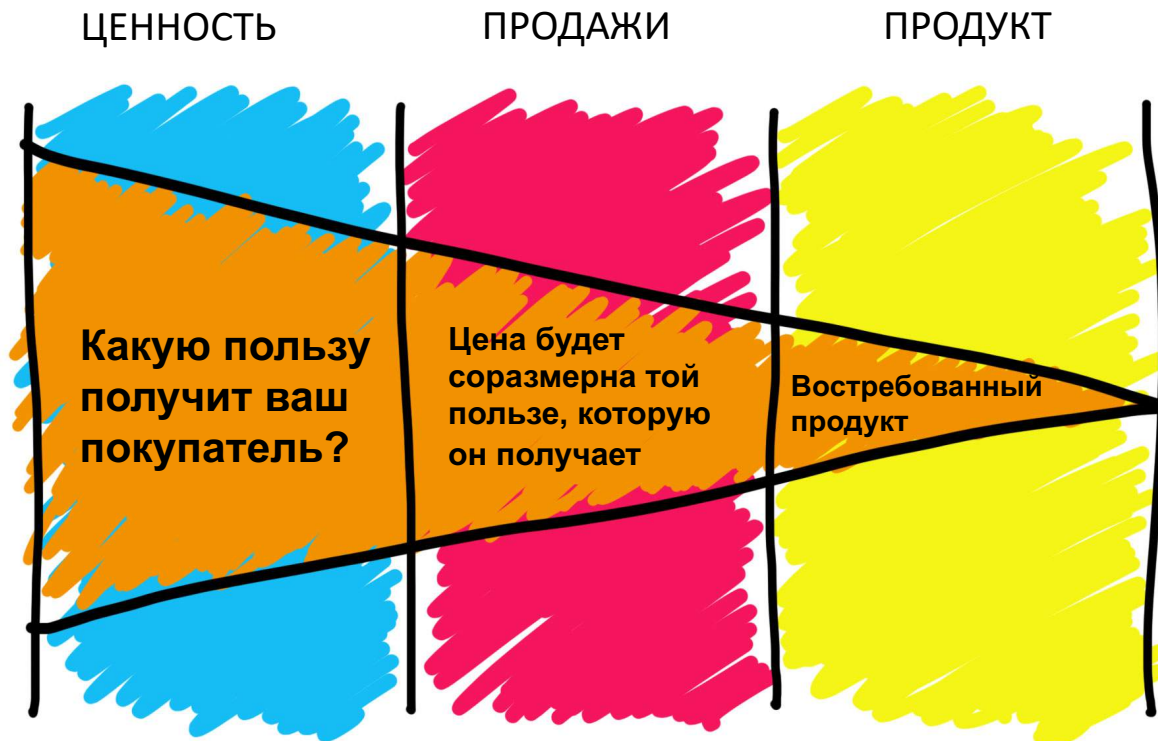 ЦЕННОСТЬ
ПРОДАЖИ
ПРОДУКТ
Какую пользу
получит ваш
покупатель?
Цена будет
соразмерна той
пользе, которую
он получает
Востребованный
продукт